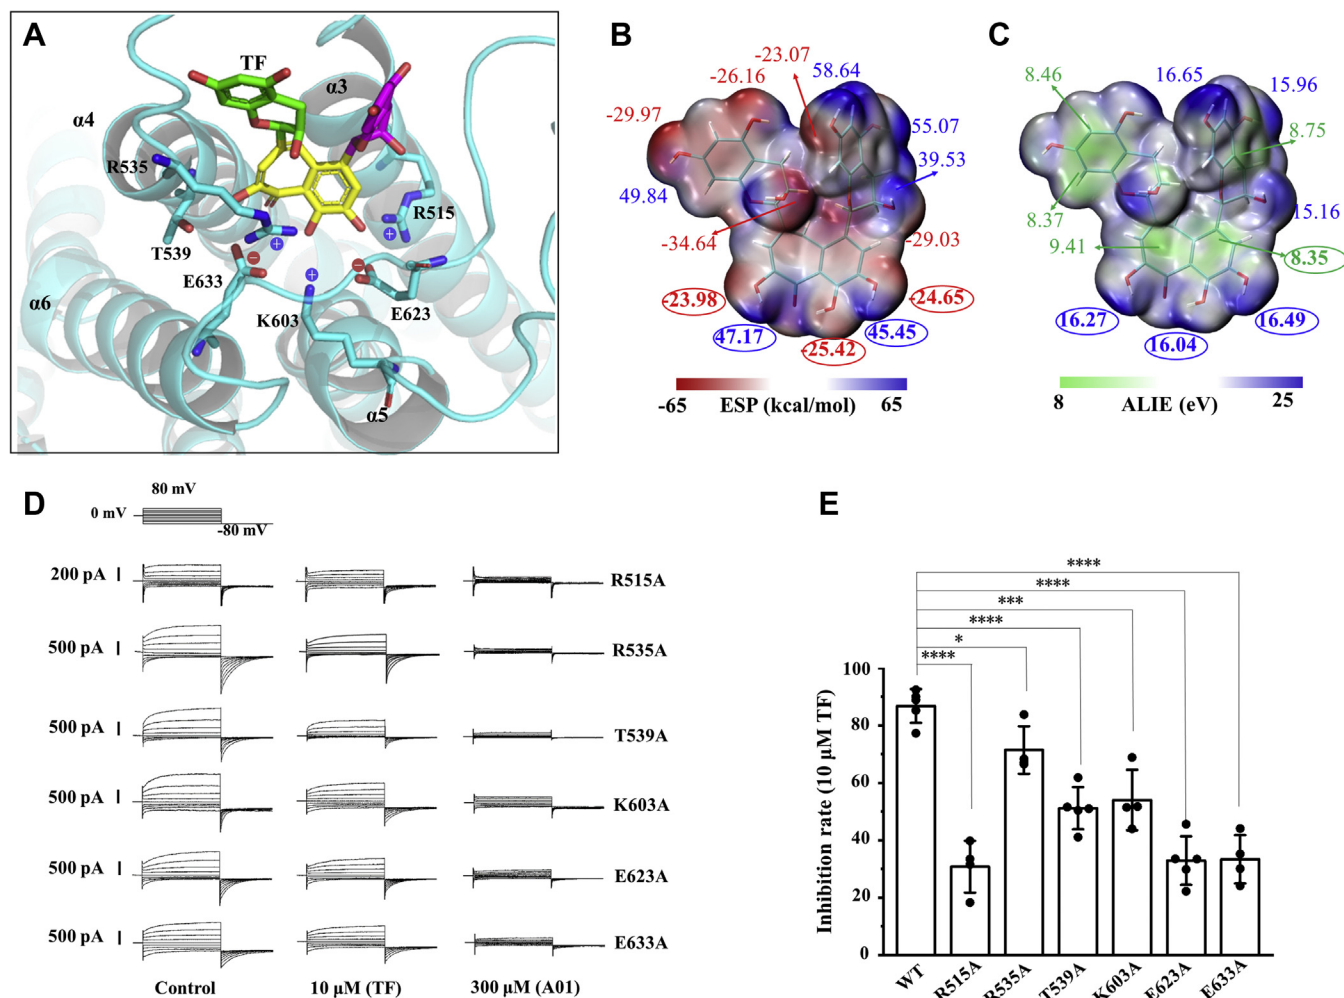 A
TF
α3
α4
R535
R515
T539
E633
α6
K603
E623
α5
B
-23.07
-26.16
58.64
-29.97
55.07
39.53
49.84
-34.64
-29.03
-23.98
-24.65
47.17
45.45
-25.42
-65 ESP (kcal/mol) 65
C
8.46
16.65
15.96
8.75
8.37
15.16
9.41
8.35
16.27
16.49
16.04
8 ALIE (eV) 25
D
80 mV
0 mV
-80 mV
200 pA
R515A
500 pA
R535A
500 pA
T539A
500 pA
K603A
500 pA
E623A
500 pA
E633A
Control 10 μM (TF) 300 μM (A01)
E
****
****
***
****
*
****
100
80
60
40
20
0
Inhibition rate (10 μM TF)
WT R515A R535A T539A K603A E623A E633A